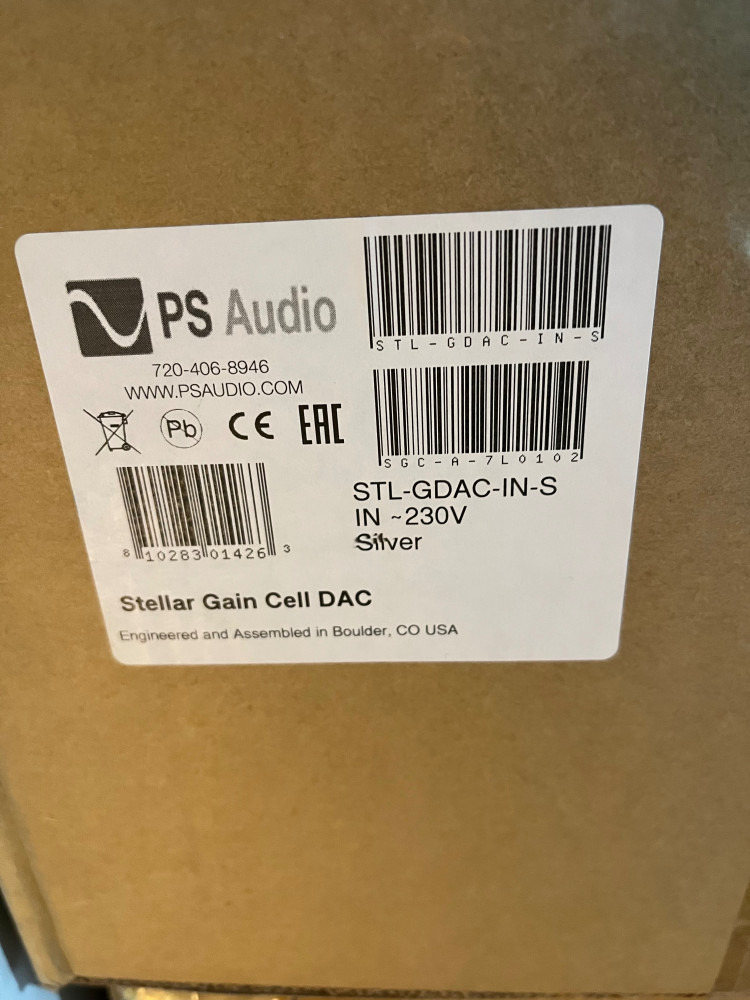 PS Audio
720-406-8946
WWW.PSAUDIO.COM
Pb
CE
EAC
8 10283 01426 3
STL-GDAC-IN-S
SGC-A-7L0102
STL-GDAC-IN-S
IN ~230V
Silver
Stellar Gain Cell DAC
Engineered and Assembled in Boulder, CO USA